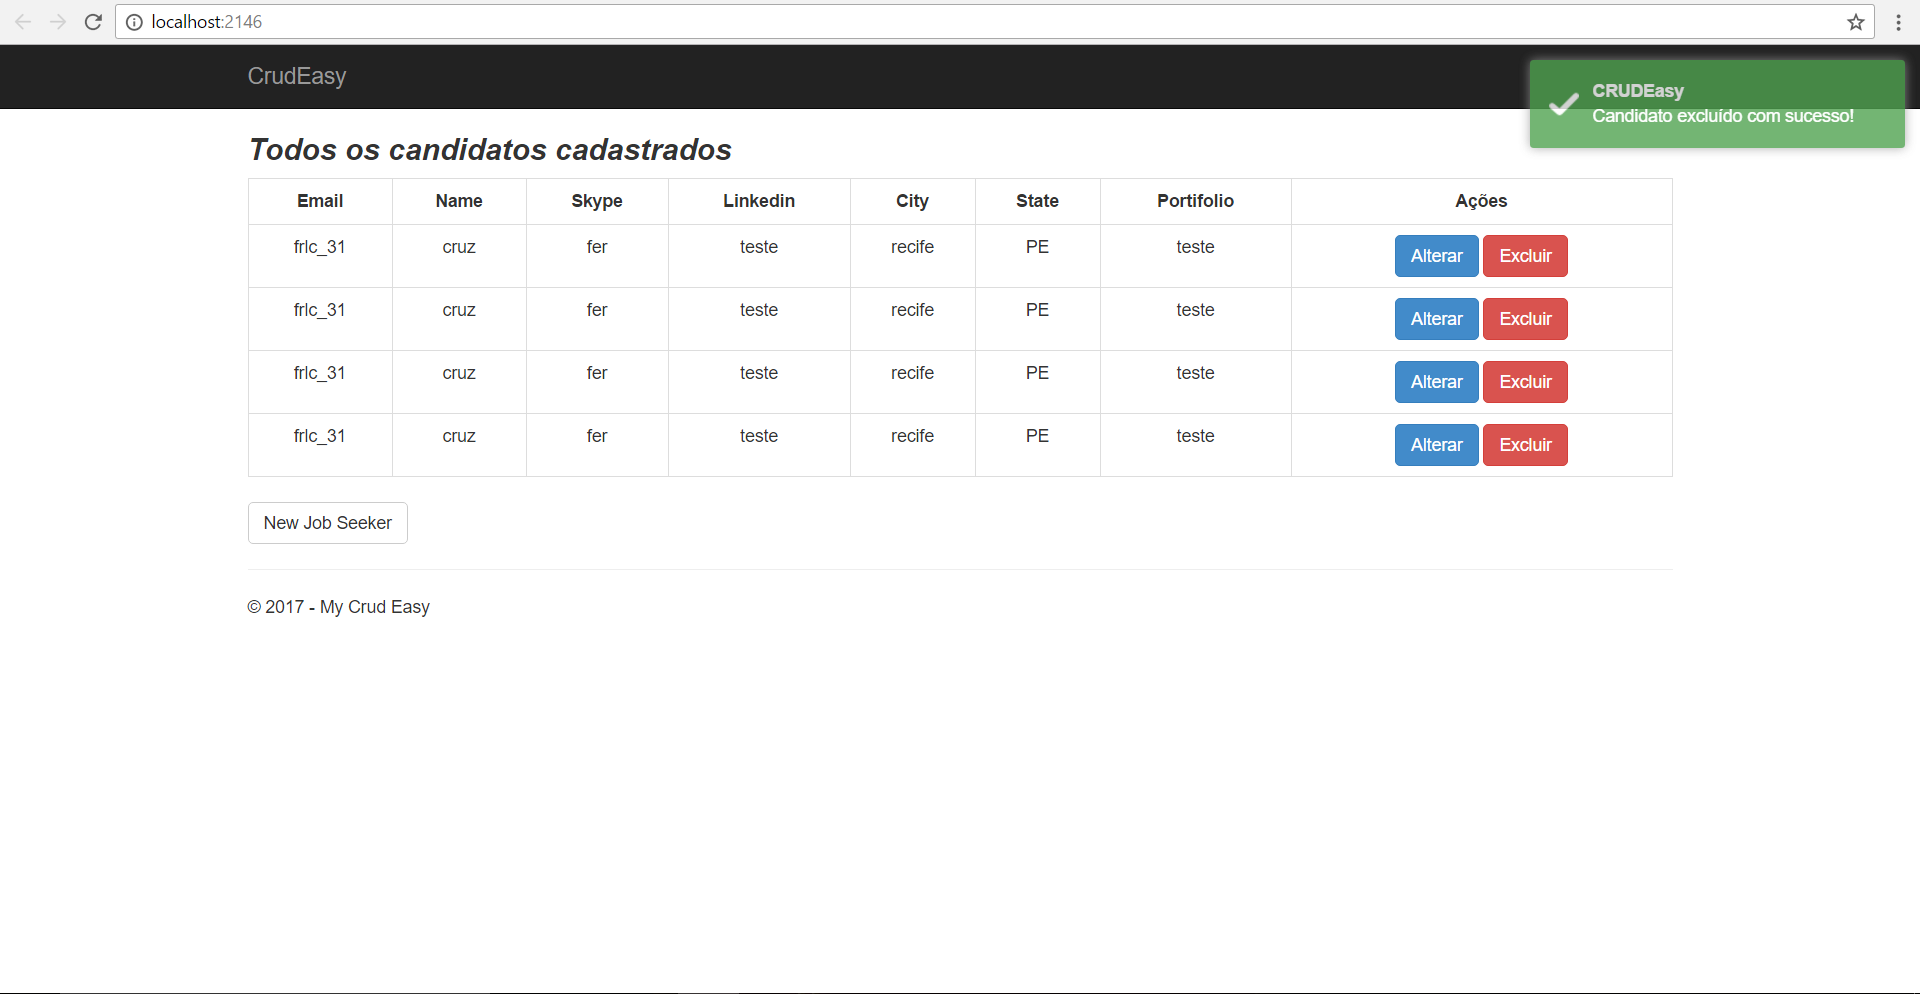 localhost:2146
CrudEasy
CRUDEasy
Candidato excluído com sucesso!
Todos os candidatos cadastrados
Email Name Skype Linkedin City State Portifolio Ações
frlc_31 cruz fer teste recife PE teste Alterar Excluir
frlc_31 cruz fer teste recife PE teste Alterar Excluir
frlc_31 cruz fer teste recife PE teste Alterar Excluir
frlc_31 cruz fer teste recife PE teste Alterar Excluir
New Job Seeker
© 2017 - My Crud Easy